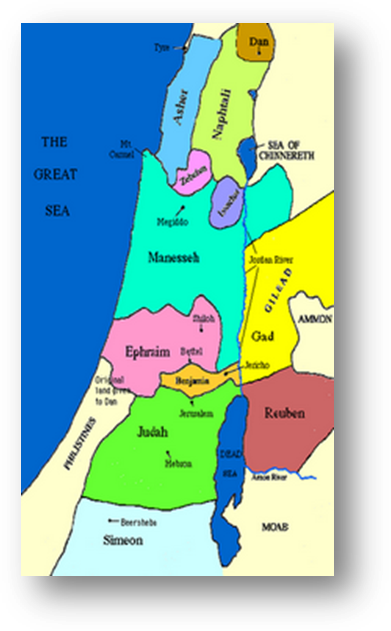 Dan
Tyre
Asher
Naphtali
THE
GREAT
SEA
Mt
Carmel
SEA OF
CHINNERETH
Zebulun
Issachar
Megiddo
Manesseh
Jordan River
GILEAD
AMMON
Shiloh
Gad
Ephraim
Bethel
Jericho
Benjamin
Original
land given
to Dan
Jerusalem
Reuben
PHILISTINES
Judah
Hebron
DEAD
SEA
Arnon River
Beersheba
MOAB
Simeon